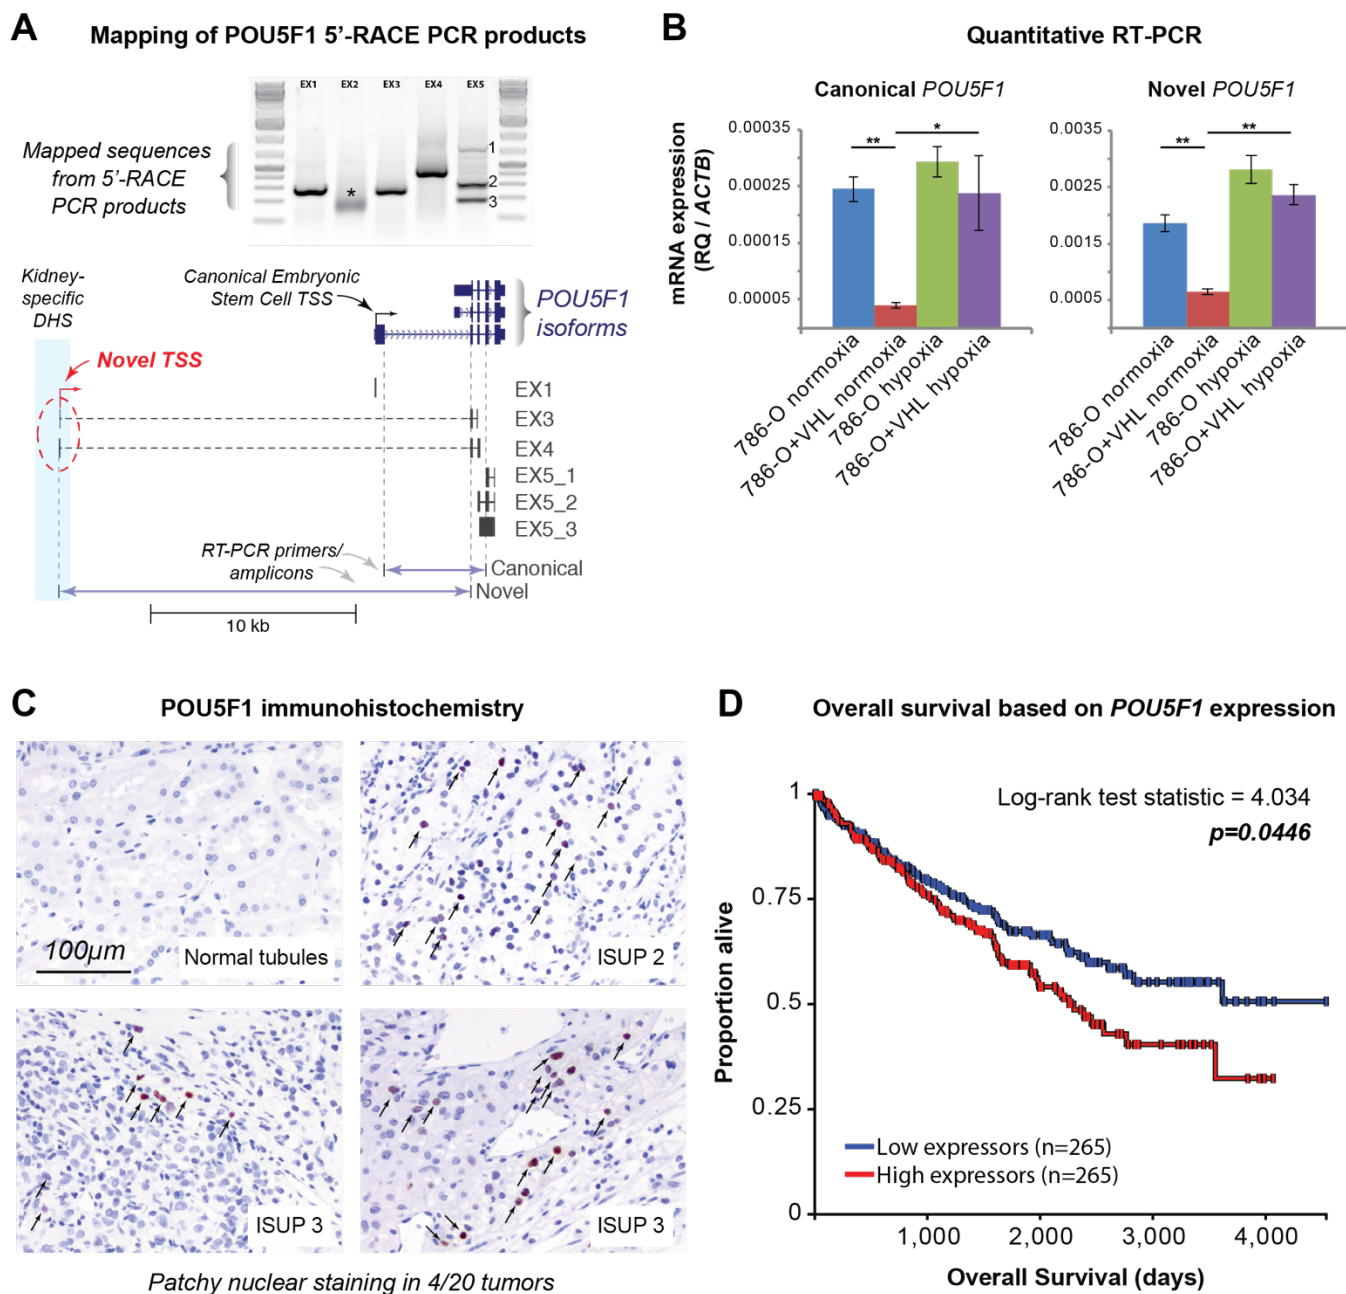 A
Mapping of POU5F1 5’-RACE PCR products
EX1 EX2 EX3 EX4 EX5
Mapped sequences
from 5’-RACE
PCR products
*
1
2
3
Kidney-
specific
DHS
Canonical Embryonic
Stem Cell TSS
POU5F1
isoforms
Novel TSS
EX1
EX3
EX4
EX5_1
EX5_2
EX5_3
RT-PCR primers/
amplicons
Canonical
Novel
10 kb
B
Quantitative RT-PCR
Canonical POU5F1
mRNA expression
(RQ / ACTB)
0.00035
0.00025
0.00015
0.00005
**
*
786-O normoxia
786-O+VHL normoxia
786-O hypoxia
786-O+VHL hypoxia
Novel POU5F1
0.0035
0.0025
0.0015
0.0005
**
**
786-O normoxia
786-O+VHL normoxia
786-O hypoxia
786-O+VHL hypoxia
C
POU5F1 immunohistochemistry
100µm
Normal tubules
ISUP 2
ISUP 3
ISUP 3
Patchy nuclear staining in 4/20 tumors
D
Overall survival based on POU5F1 expression
Log-rank test statistic = 4.034
p=0.0446
Proportion alive
1
0.75
0.5
0.25
0
Low expressors (n=265)
High expressors (n=265)
1,000 2,000 3,000 4,000
Overall Survival (days)